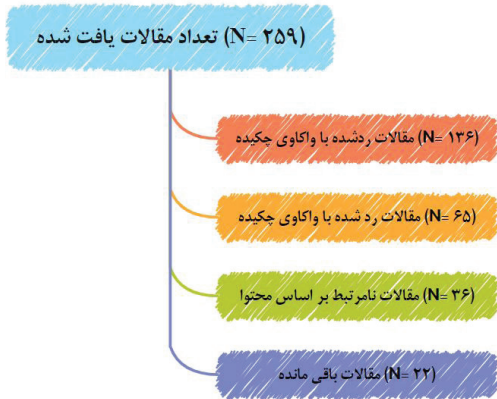 تعداد مقالات یافت شده (N= ۲۵۹)
مقالات ردشده با واکاوی چکیده (N= ۱۳۶)
مقالات رد شده با واکاوی چکیده (N= ۶۵)
مقالات نامرتبط بر اساس محتوا (N= ۳۶)
مقالات باقی مانده (N= ۲۲)